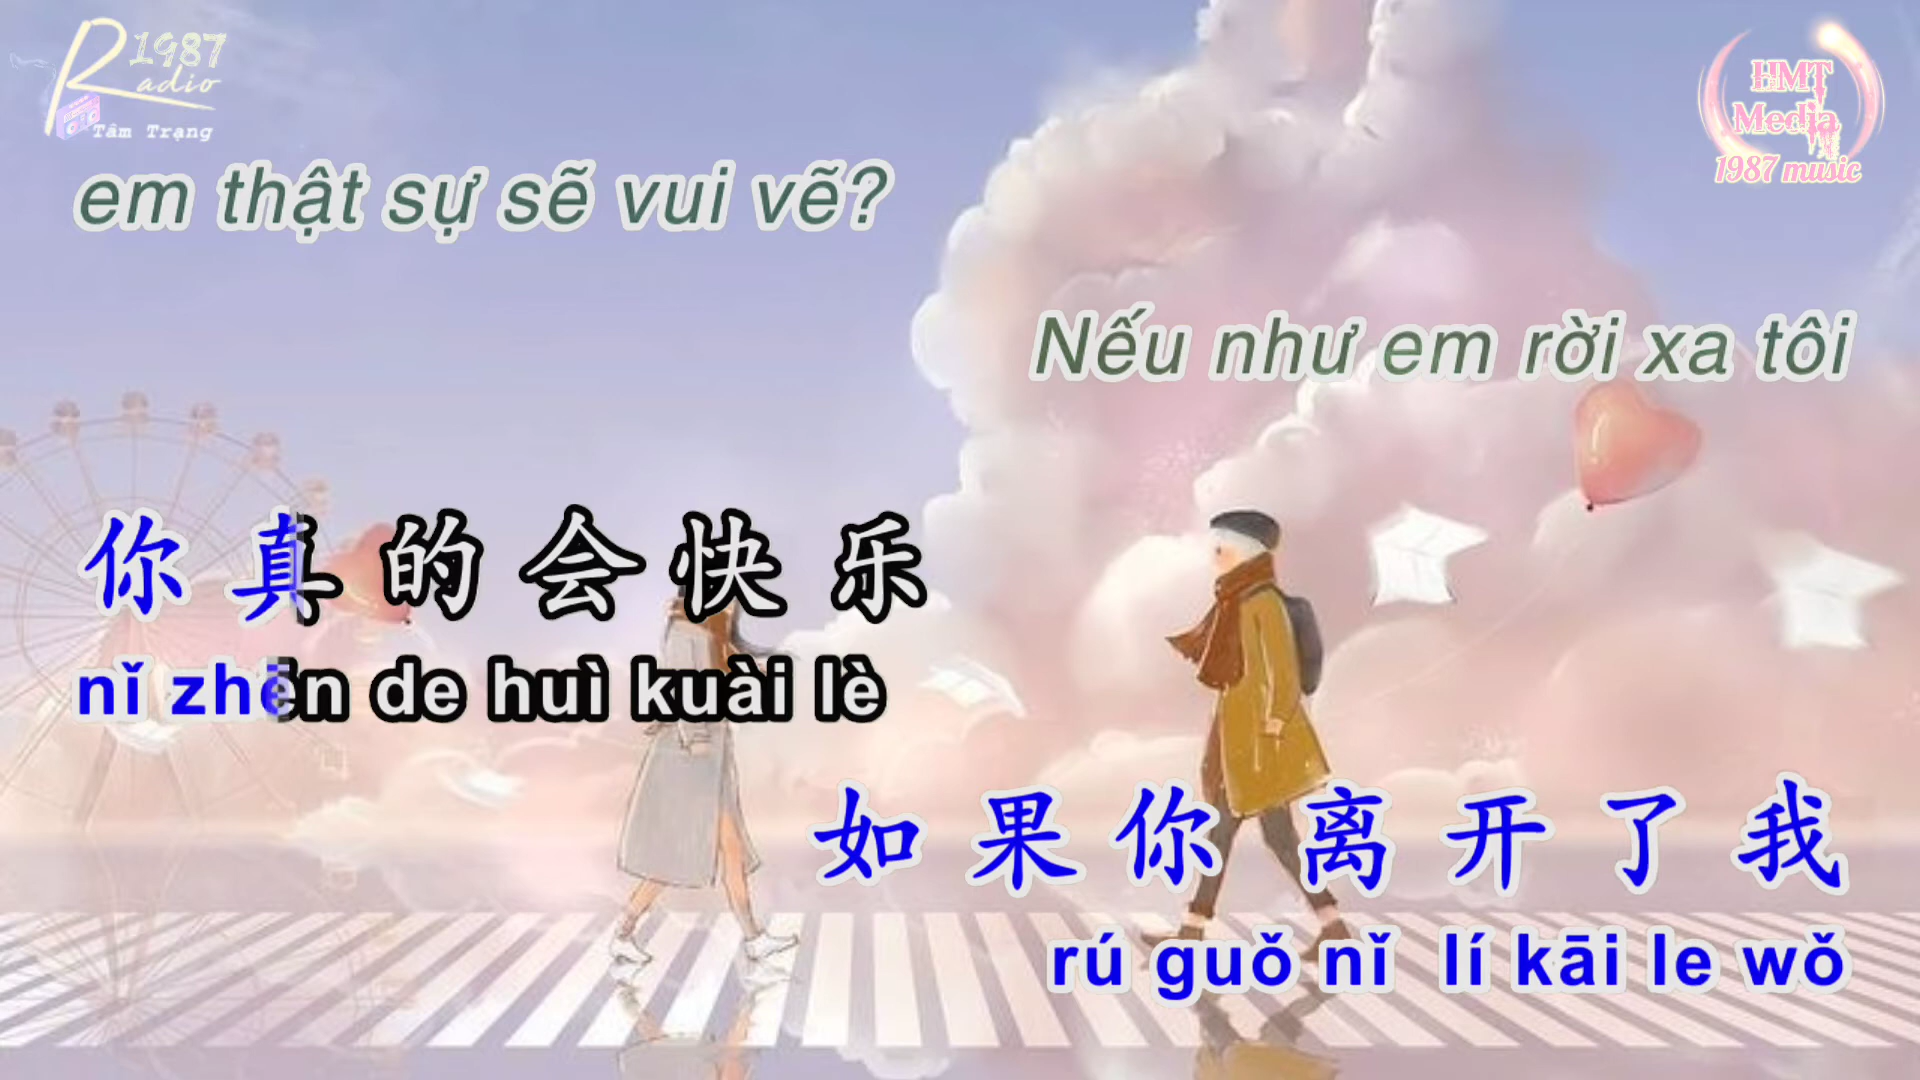 1987
Radio
Tâm Trạng
HMT
Media
1987 music
em thật sự sẽ vui vẽ?
Nếu như em rời xa tôi
你真的会快乐
nǐ zhēn de huì kuài lè
如果你离开了我
rú guǒ nǐ lí kāi le wǒ